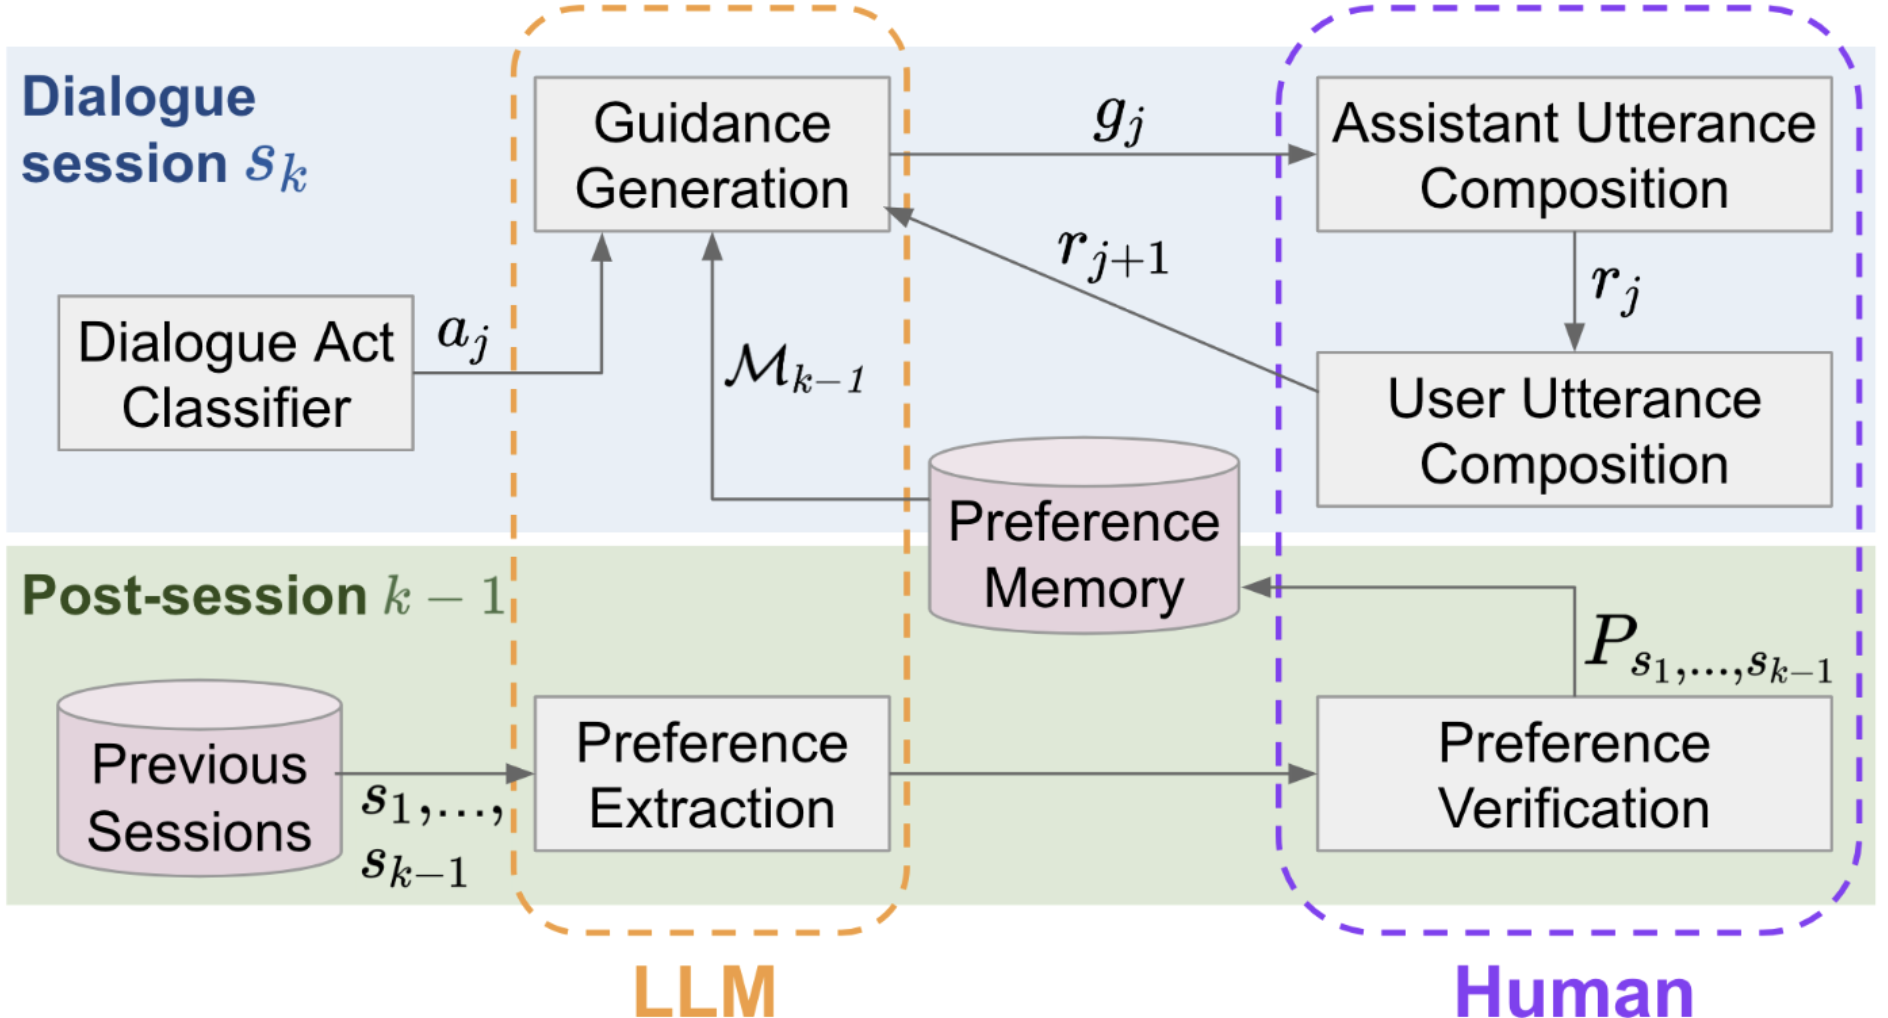 Dialogue
session $s_k$
Guidance
Generation
$g_j$
Assistant Utterance
Composition
$r_{j+1}$
$r_j$
Dialogue Act
Classifier
$a_j$
$\mathcal{M}_{k-1}$
User Utterance
Composition
Preference
Memory
Post-session $k-1$
$P_{s_1,...,s_{k-1}}$
Previous
Sessions
$s_1,...,$
$s_{k-1}$
Preference
Extraction
Preference
Verification
LLM
Human